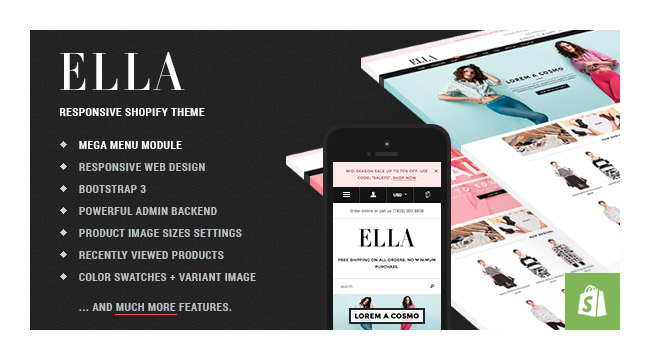 ELLA
RESPONSIVE SHOPIFY THEME
MEGA MENU MODULE
RESPONSIVE WEB DESIGN
BOOTSTRAP 3
POWERFUL ADMIN BACKEND
PRODUCT IMAGE SIZES SETTINGS
RECENTLY VIEWED PRODUCTS
COLOR SWATCHES + VARIANT IMAGE
... AND MUCH MORE FEATURES.
MID-SEASON SALE UP TO 70% OFF. USE
CODE: "SALE70". SHOP NOW
USD
Order online or call us (1800) 000 8808
ELLA
FREE SHIPPING ON ALL ORDERS. NO MINIMUM
PURCHASE.
search
LOREM A COSMO
ELLA
LOREM A COSMO